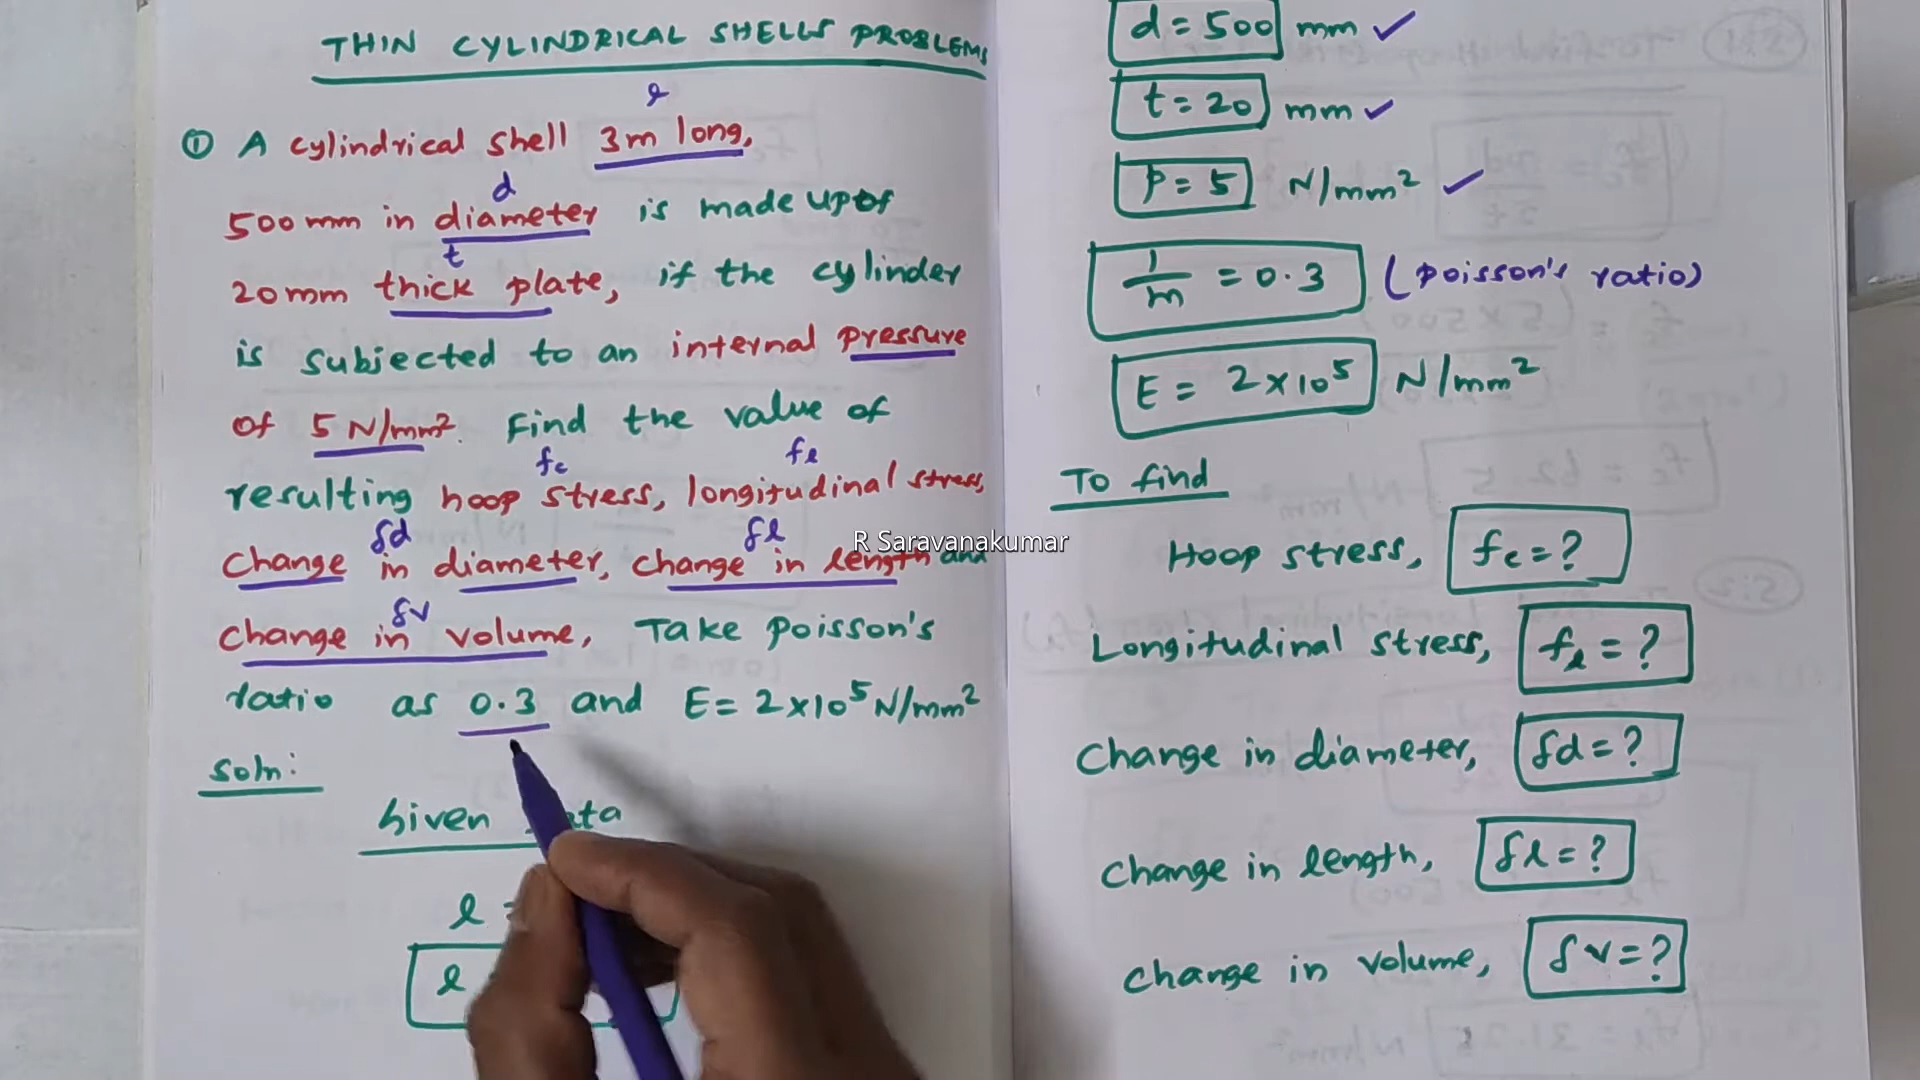 THIN CYLINDRICAL SHELLS PROBLEMS
l
① A cylindrical shell 3m long,
d
500 mm in diameter is made up of
t
20mm thick plate, if the cylinder
is subjected to an internal pressure
of 5 N/mm². Find the value of
fc fl
resulting hoop stress, longitudinal stress,
δd δl
change in diameter, change in length and
δv
change in volume, Take poisson's
ratio as 0.3 and E= 2×10⁵ N/mm²
Soln:
Given
l =
l
d = 500 mm ✓
t = 20 mm ✓
p = 5 N/mm² ✓
1/m = 0.3 (poisson's ratio)
E = 2×10⁵ N/mm²
To find
Hoop stress, fc = ?
Longitudinal stress, fl = ?
Change in diameter, δd = ?
change in length, δl = ?
change in volume, δv = ?
R Saravanakumar